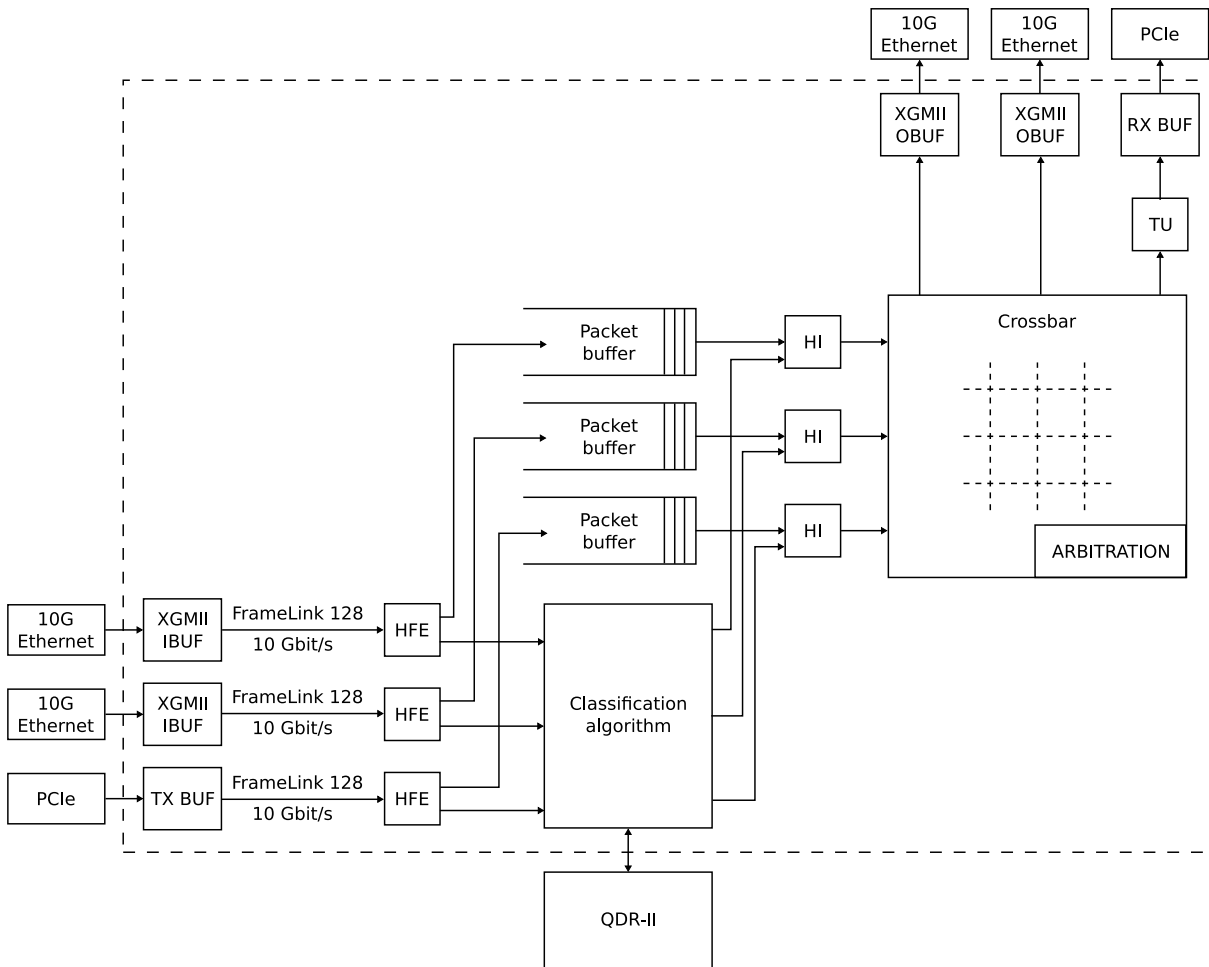 10G
Ethernet
10G
Ethernet
PCIe
XGMII
OBUF
XGMII
OBUF
RX BUF
TU
Packet
buffer
HI
Crossbar
Packet
buffer
HI
Packet
buffer
HI
ARBITRATION
10G
Ethernet
XGMII
IBUF
FrameLink 128
10 Gbit/s
HFE
10G
Ethernet
XGMII
IBUF
FrameLink 128
10 Gbit/s
HFE
Classification
algorithm
PCIe
TX BUF
FrameLink 128
10 Gbit/s
HFE
QDR-II